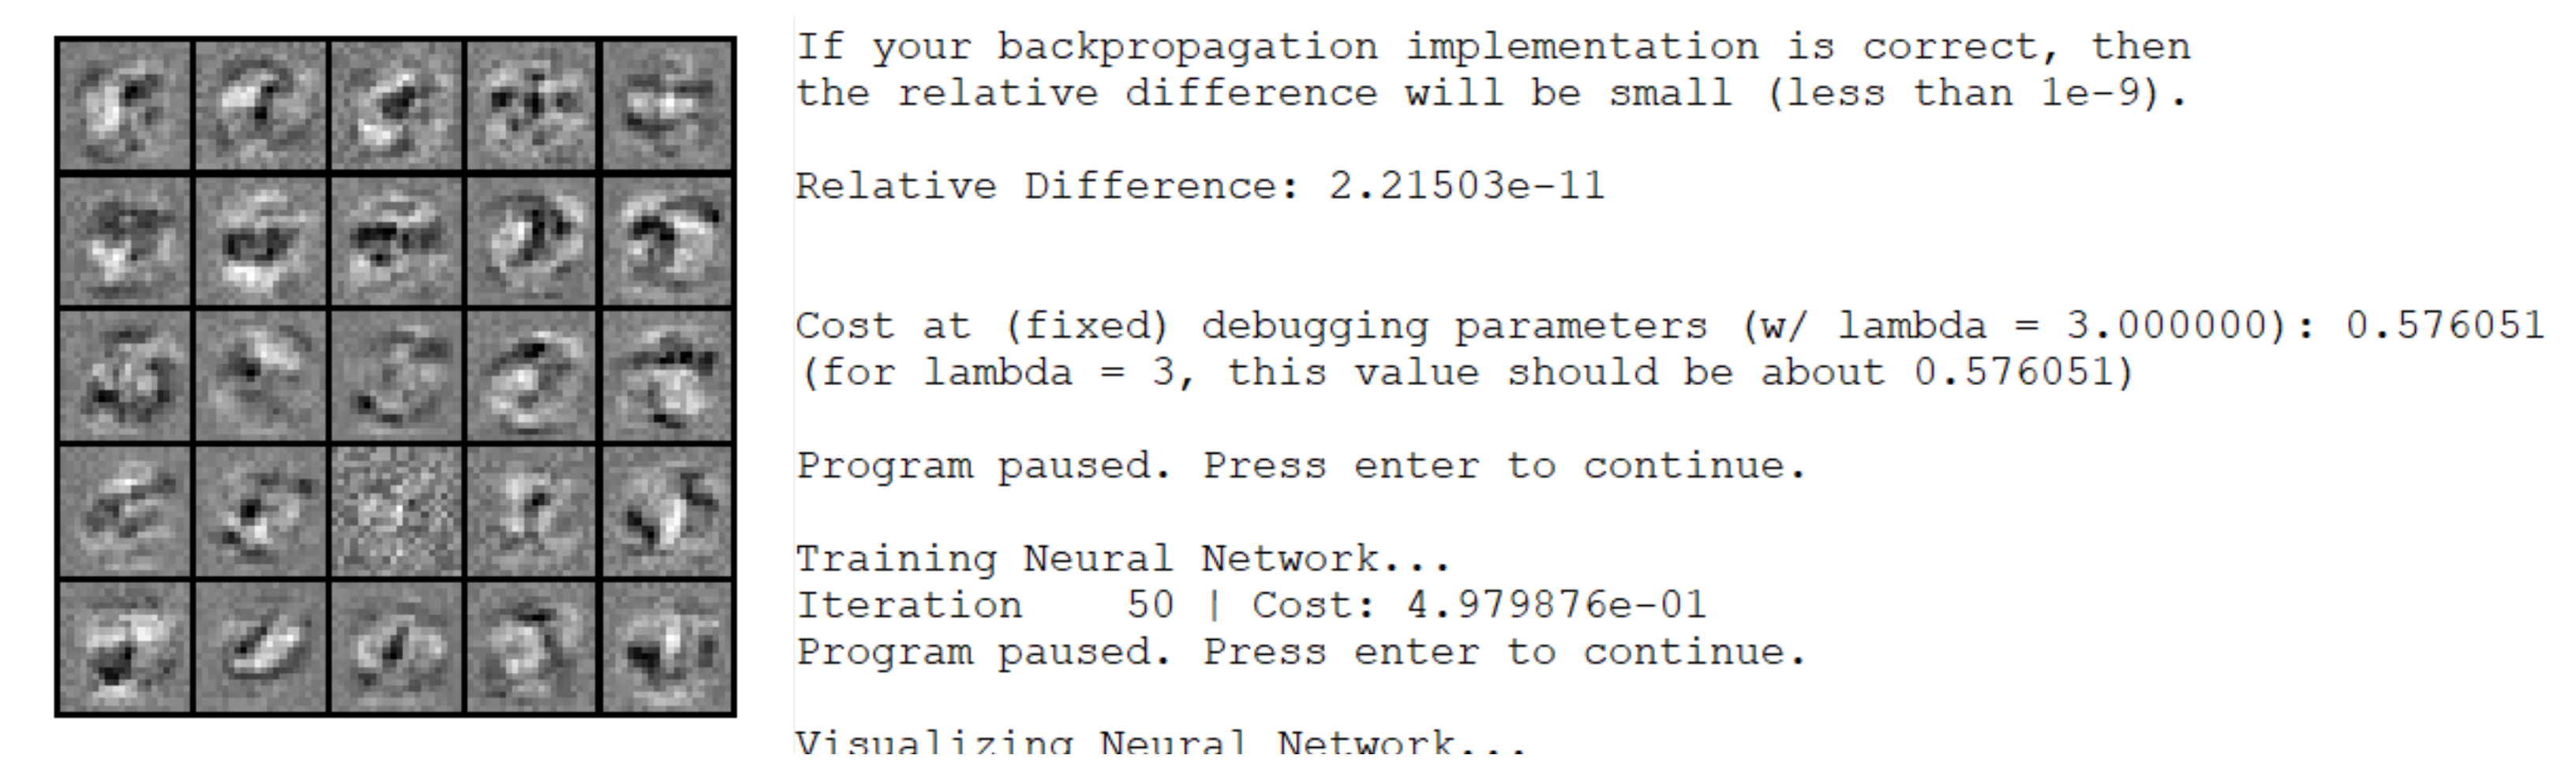 If your backpropagation implementation is correct, then
the relative difference will be small (less than 1e-9).
Relative Difference: 2.21503e-11
Cost at (fixed) debugging parameters (w/ lambda = 3.000000): 0.576051
(for lambda = 3, this value should be about 0.576051)
Program paused. Press enter to continue.
Training Neural Network...
Iteration    50 | Cost: 4.979876e-01
Program paused. Press enter to continue.
Visualizing Neural Network...